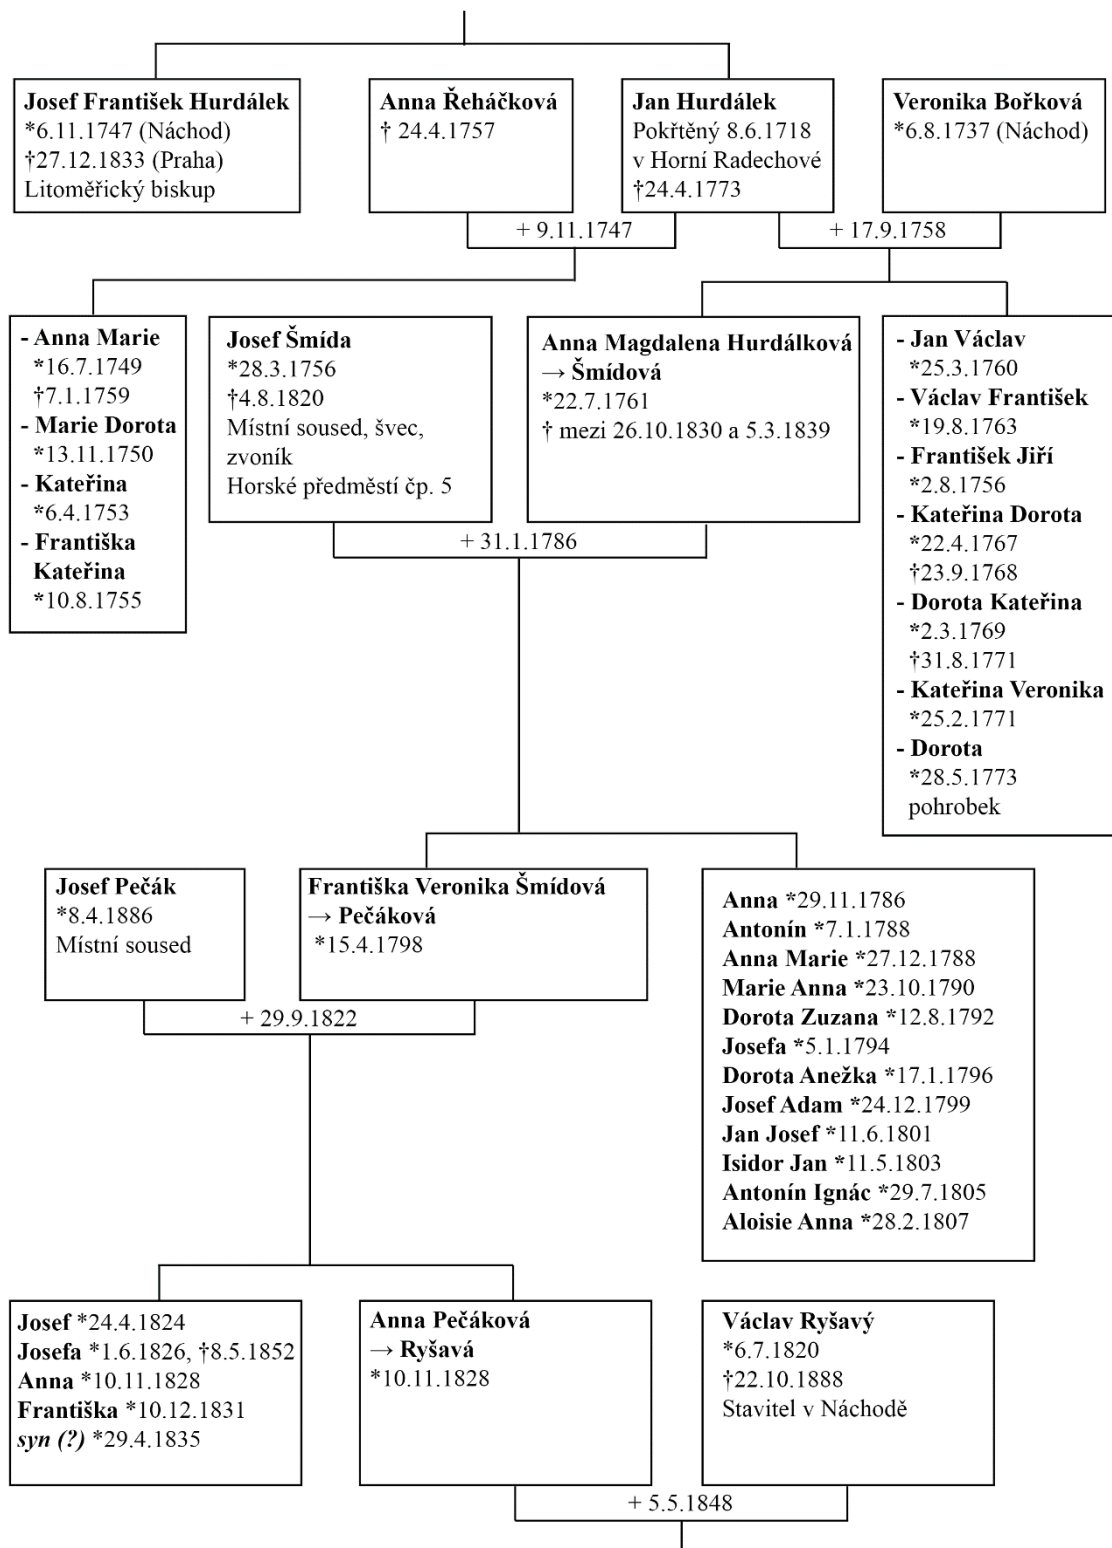 Josef František Hurdálek
*6.11.1747 (Náchod)
†27.12.1833 (Praha)
Litoměřický biskup
Anna Řeháčková
† 24.4.1757
Jan Hurdálek
Pokřtěný 8.6.1718
v Horní Radechové
†24.4.1773
Veronika Bořková
*6.8.1737 (Náchod)
+ 9.11.1747
+ 17.9.1758
- Anna Marie
*16.7.1749
†7.1.1759
- Marie Dorota
*13.11.1750
- Kateřina
*6.4.1753
- Františka
Kateřina
*10.8.1755
Josef Šmída
*28.3.1756
†4.8.1820
Místní soused, švec,
zvoník
Horské předměstí čp. 5
Anna Magdalena Hurdálková
→ Šmídová
*22.7.1761
† mezi 26.10.1830 a 5.3.1839
- Jan Václav
*25.3.1760
- Václav František
*19.8.1763
- František Jiří
*2.8.1756
- Kateřina Dorota
*22.4.1767
†23.9.1768
- Dorota Kateřina
*2.3.1769
†31.8.1771
- Kateřina Veronika
*25.2.1771
- Dorota
*28.5.1773
pohrobek
+ 31.1.1786
Josef Pečák
*8.4.1886
Místní soused
Františka Veronika Šmídová
→ Pečáková
*15.4.1798
Anna *29.11.1786
Antonín *7.1.1788
Anna Marie *27.12.1788
Marie Anna *23.10.1790
Dorota Zuzana *12.8.1792
Josefa *5.1.1794
Dorota Anežka *17.1.1796
Josef Adam *24.12.1799
Jan Josef *11.6.1801
Isidor Jan *11.5.1803
Antonín Ignác *29.7.1805
Aloisie Anna *28.2.1807
+ 29.9.1822
Josef *24.4.1824
Josefa *1.6.1826, †8.5.1852
Anna *10.11.1828
Františka *10.12.1831
syn (?) *29.4.1835
Anna Pečáková
→ Ryšavá
*10.11.1828
Václav Ryšavý
*6.7.1820
†22.10.1888
Stavitel v Náchodě
+ 5.5.1848